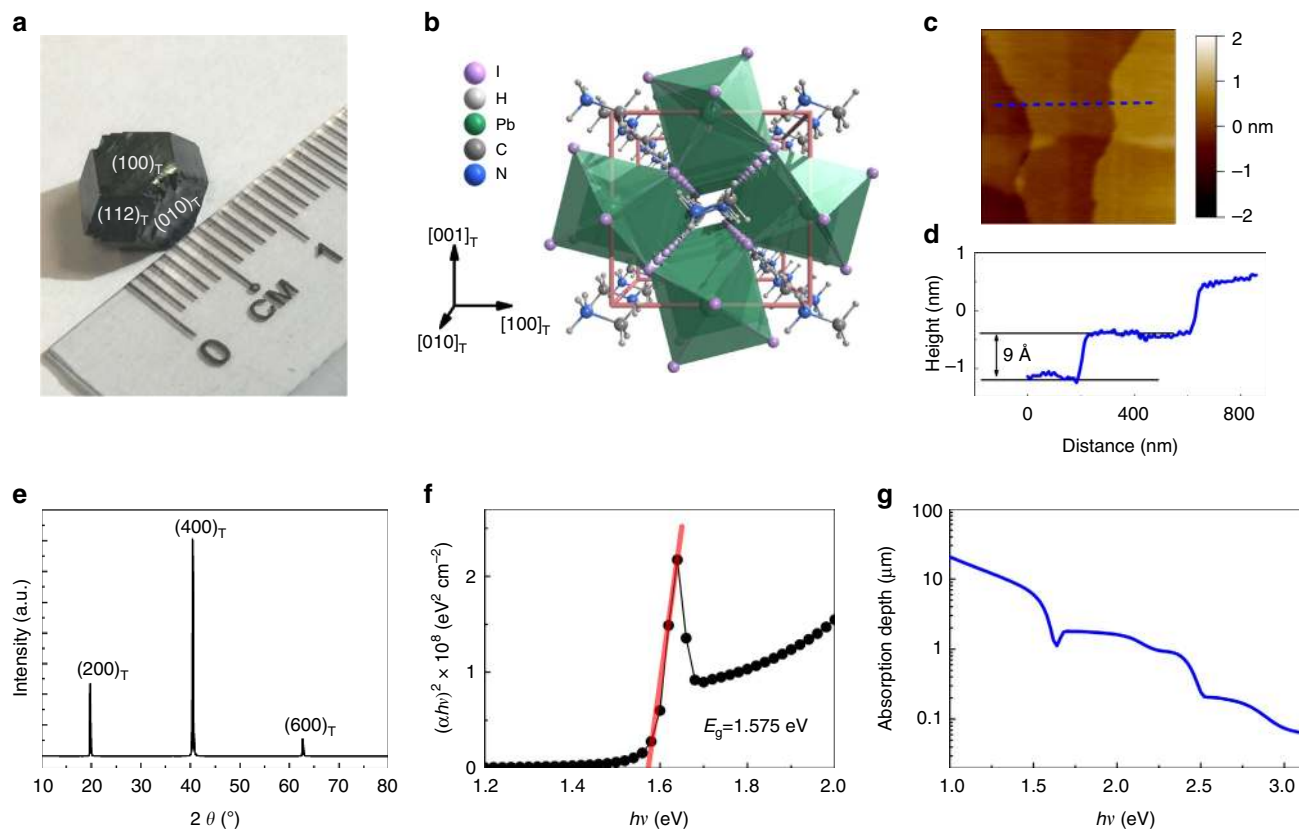 a
(100)T
(112)T
(010)T
0
CM
1
b
I
H
Pb
C
N
[001]T
[100]T
[010]T
c
2
1
0 nm
−1
−2
d
1
0
−1
Height (nm)
9 Å
0
400
800
Distance (nm)
e
Intensity (a.u.)
(200)T
(400)T
(600)T
10 20 30 40 50 60 70 80
2 θ (°)
f
(αhν)² × 10⁸ (eV² cm⁻²)
2
1
0
Eg=1.575 eV
1.2 1.4 1.6 1.8 2.0
hν (eV)
g
Absorption depth (μm)
100
10
1
0.1
1.0 1.5 2.0 2.5 3.0
hν (eV)